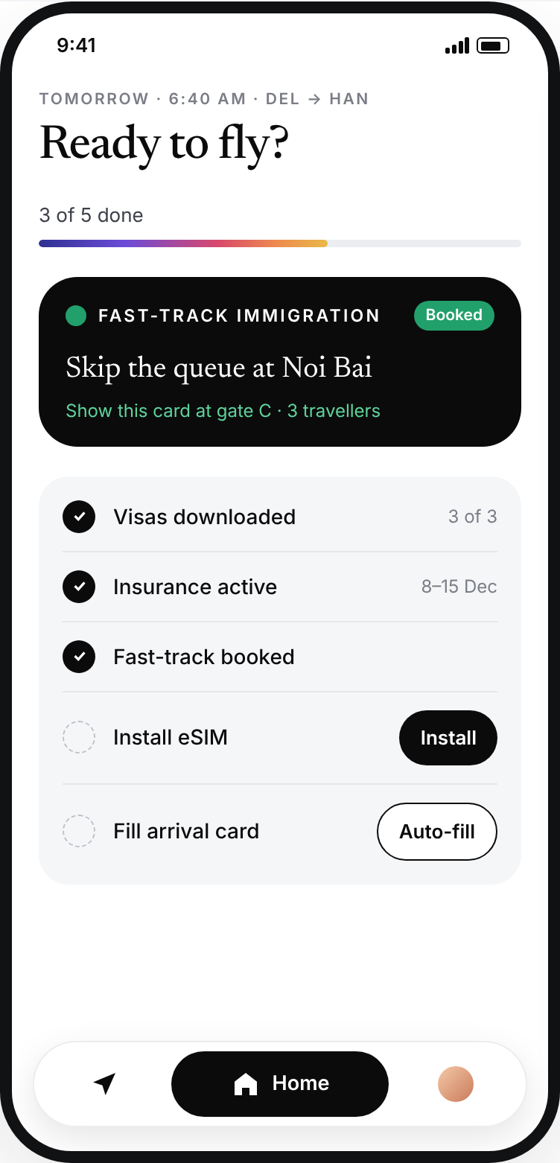 9:41
TOMORROW · 6:40 AM · DEL → HAN
Ready to fly?
3 of 5 done
FAST-TRACK IMMIGRATION
Booked
Skip the queue at Noi Bai
Show this card at gate C · 3 travellers
Visas downloaded
3 of 3
Insurance active
8–15 Dec
Fast-track booked
Install eSIM
Install
Fill arrival card
Auto-fill
Home